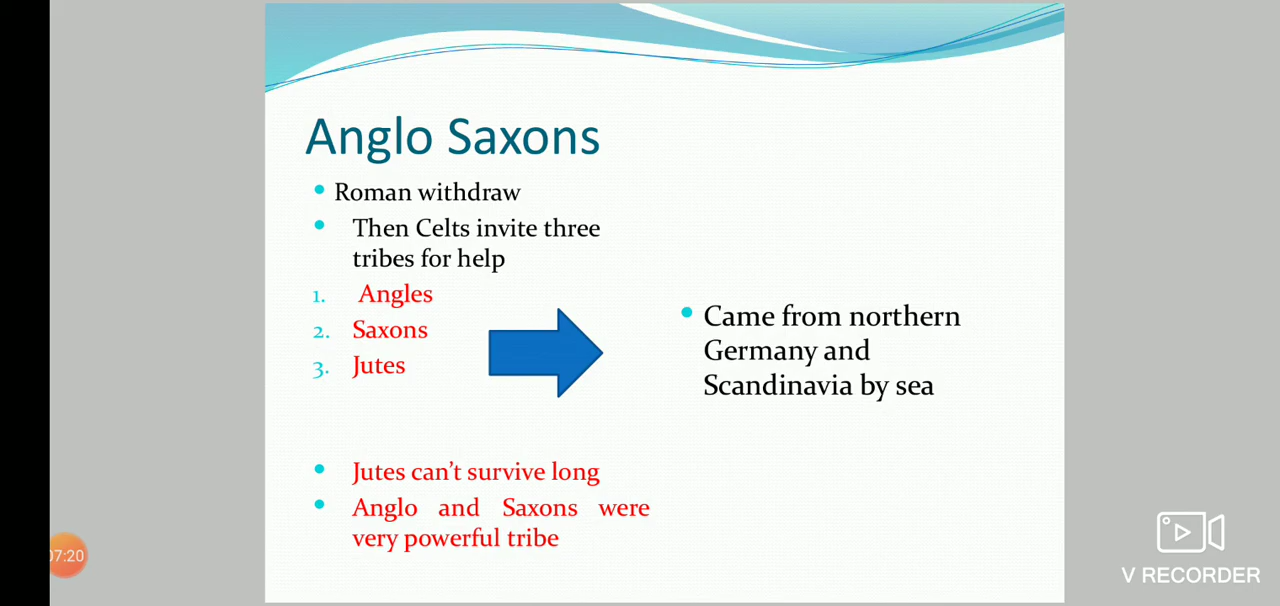 Anglo Saxons
Roman withdraw
Then Celts invite three
tribes for help
1. Angles
2. Saxons
3. Jutes
Came from northern
Germany and
Scandinavia by sea
Jutes can't survive long
Anglo and Saxons were
very powerful tribe
07:20
V RECORDER